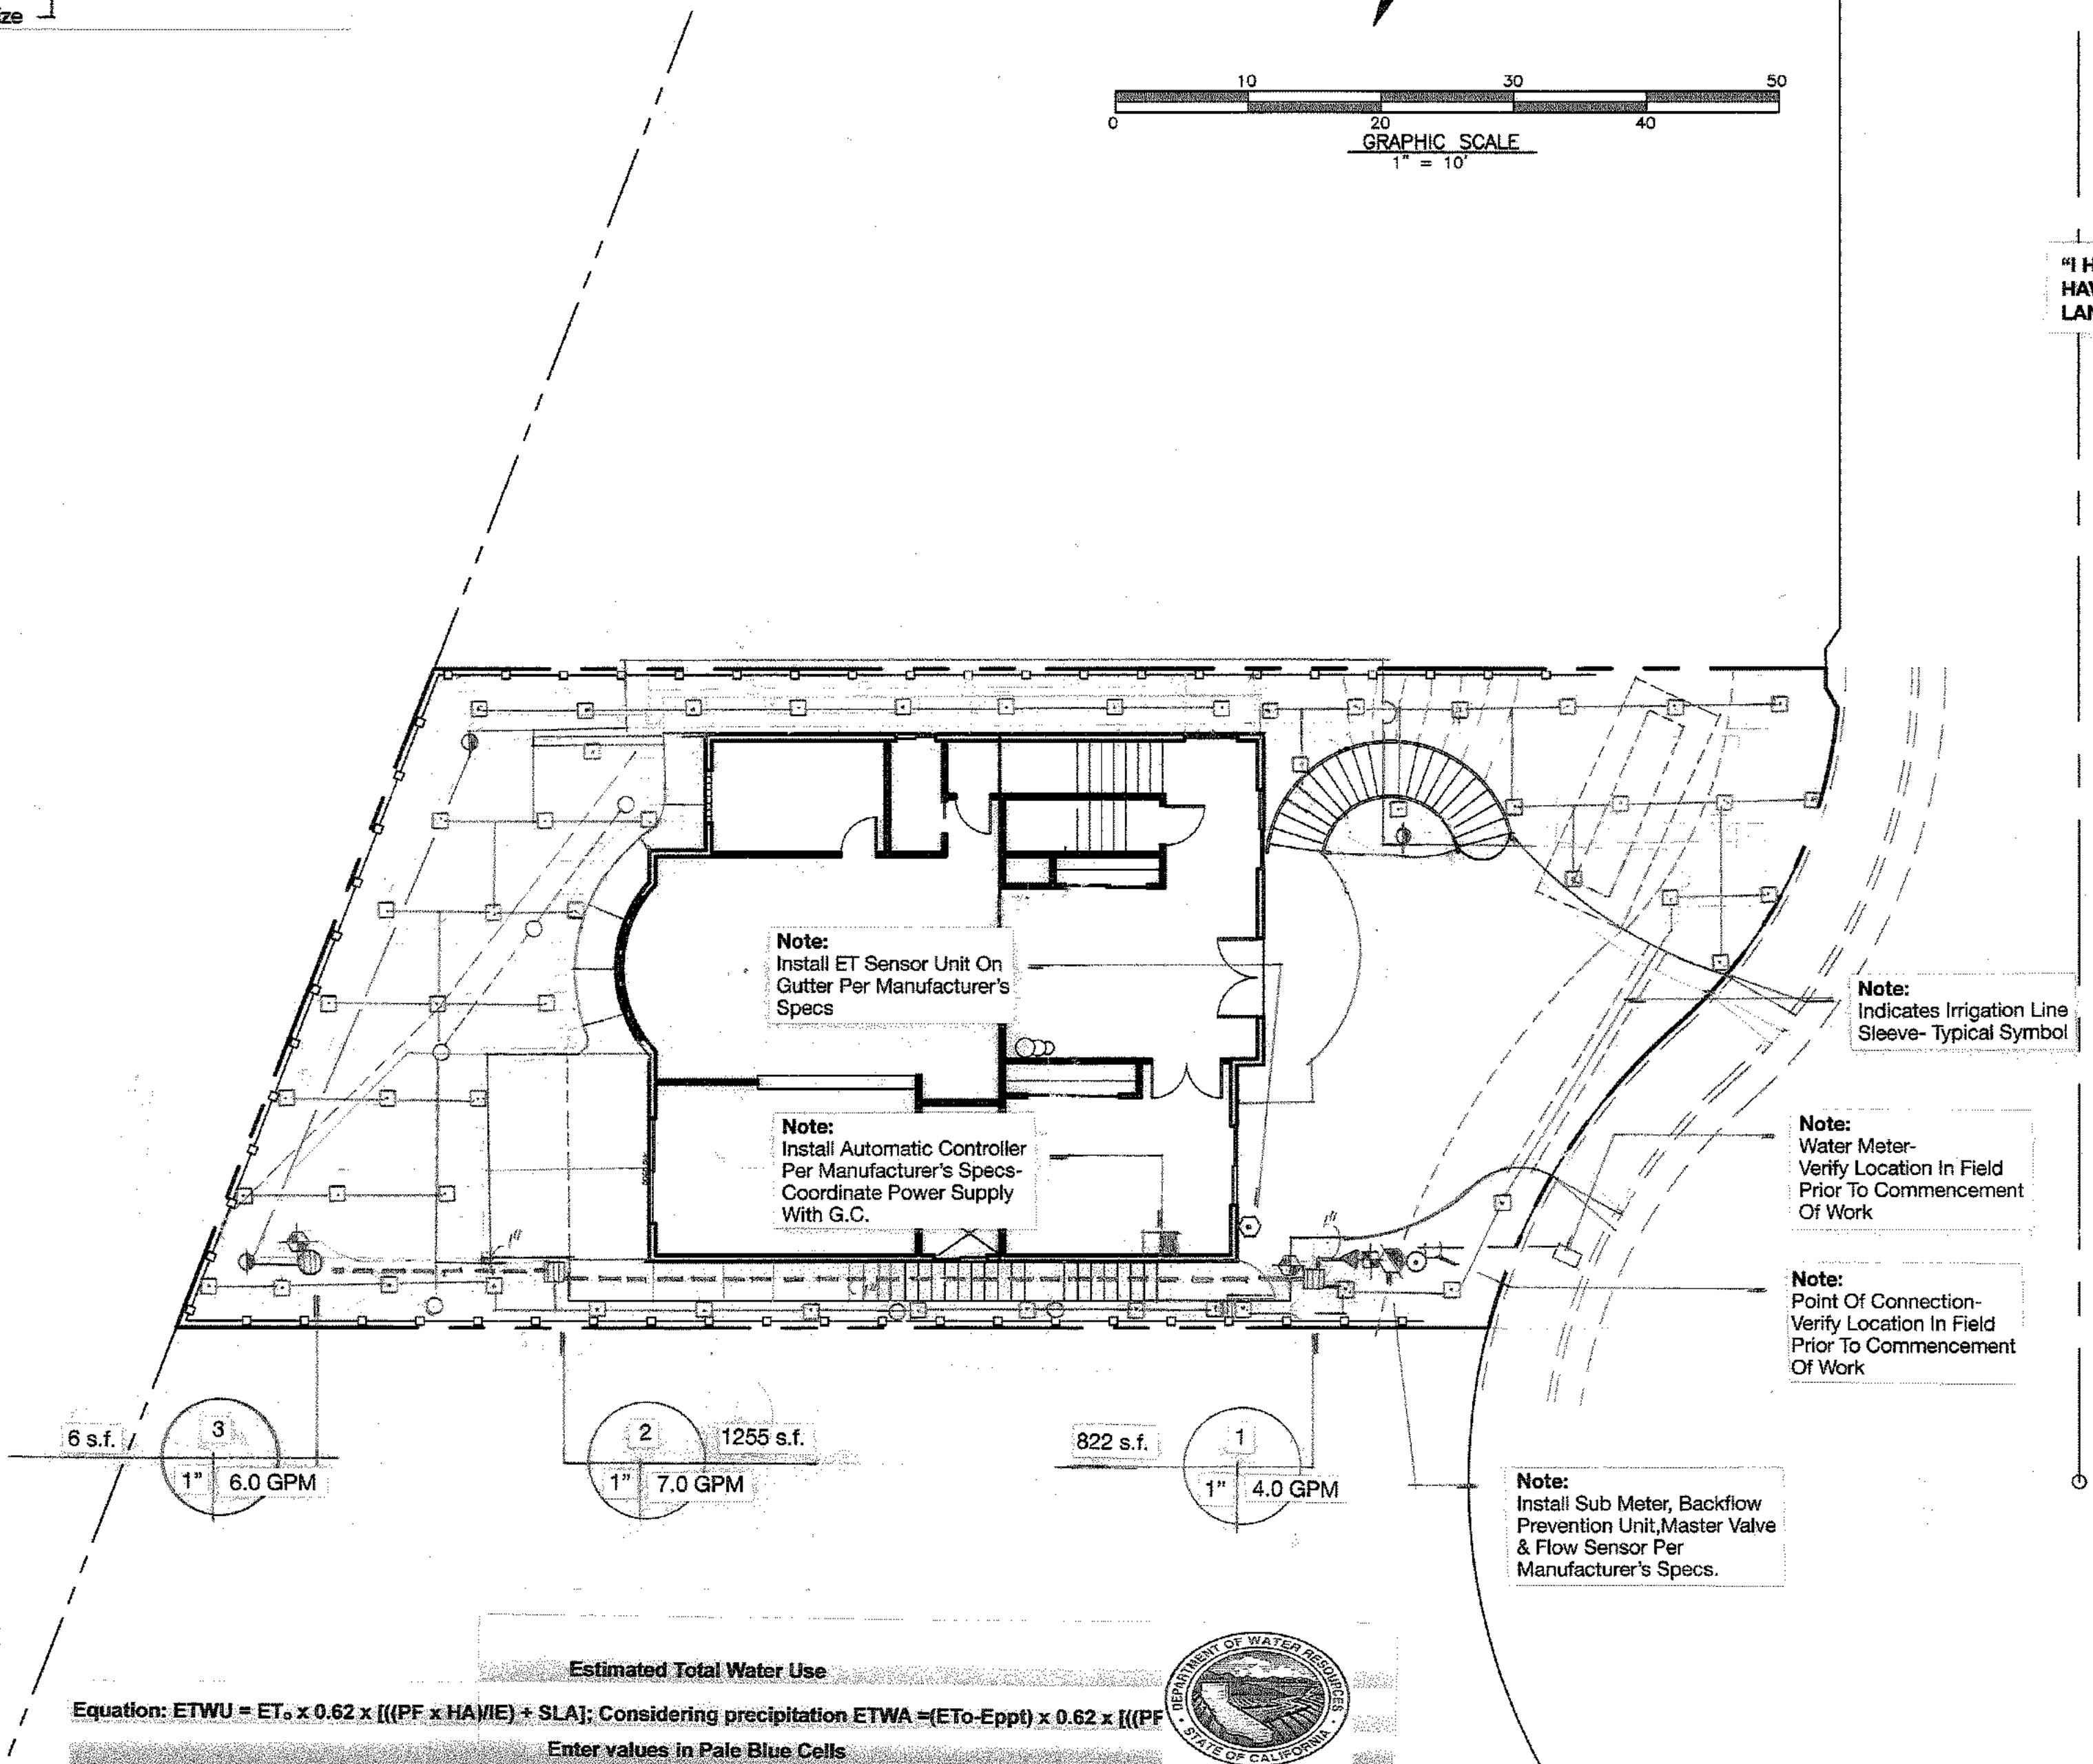 10 30 50
0 20 40
GRAPHIC SCALE
1" = 10'
"I H
HAV
LAN
Note:
Install ET Sensor Unit On
Gutter Per Manufacturer's
Specs
Note:
Indicates Irrigation Line
Sleeve- Typical Symbol
Note:
Install Automatic Controller
Per Manufacturer's Specs-
Coordinate Power Supply
With G.C.
Note:
Water Meter-
Verify Location In Field
Prior To Commencement
Of Work
Note:
Point Of Connection-
Verify Location In Field
Prior To Commencement
Of Work
6 s.f. 3
1" 6.0 GPM
2 1255 s.f.
1" 7.0 GPM
822 s.f. 1
1" 4.0 GPM
Note:
Install Sub Meter, Backflow
Prevention Unit,Master Valve
& Flow Sensor Per
Manufacturer's Specs.
Estimated Total Water Use
Equation: ETWU = ETo x 0.62 x [((PF x HA)/IE) + SLA]; Considering precipitation ETWA =(ETo-Eppt) x 0.62 x [((PF
Enter values in Pale Blue Cells
DEPARTMENT OF WATER RESOURCES
STATE OF CALIFORNIA